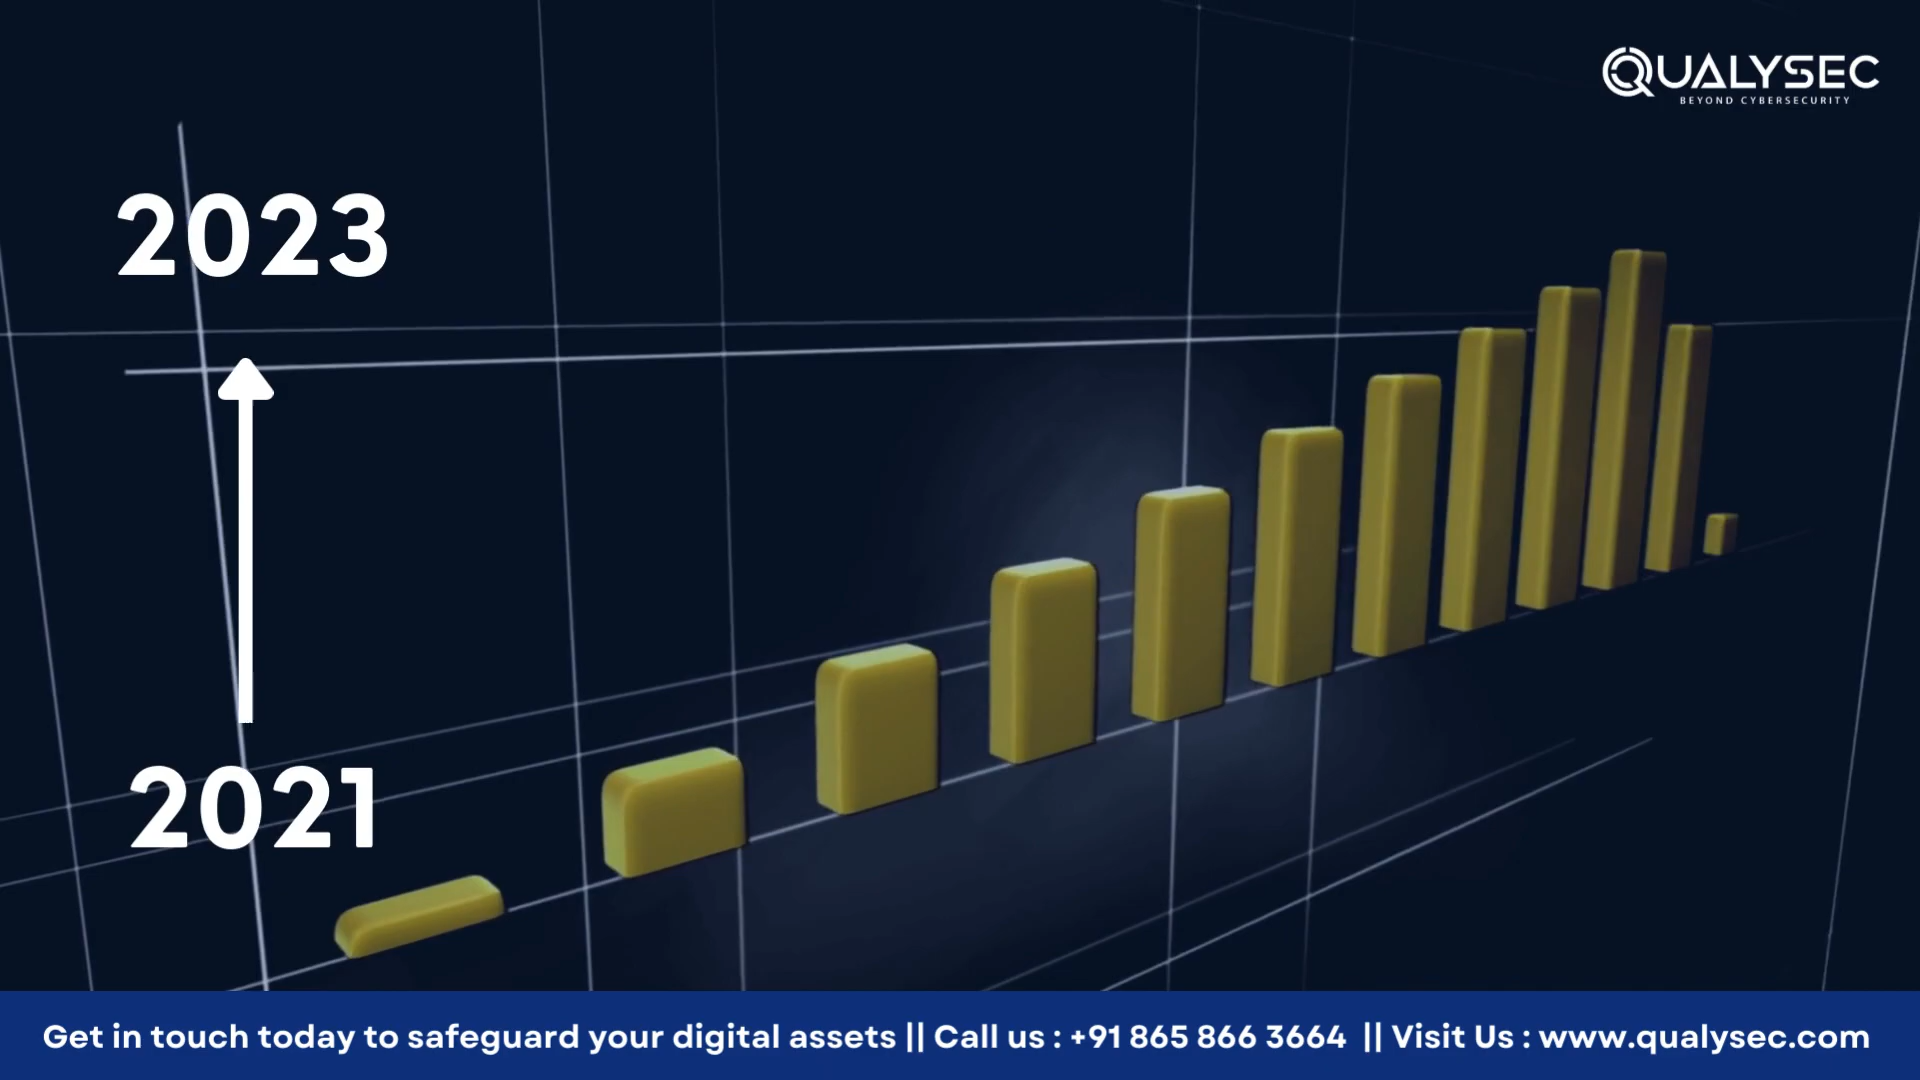 QUALYSEC
BEYOND CYBERSECURITY
2023
2021
Get in touch today to safeguard your digital assets || Call us : +91 865 866 3664 || Visit Us : www.qualysec.com